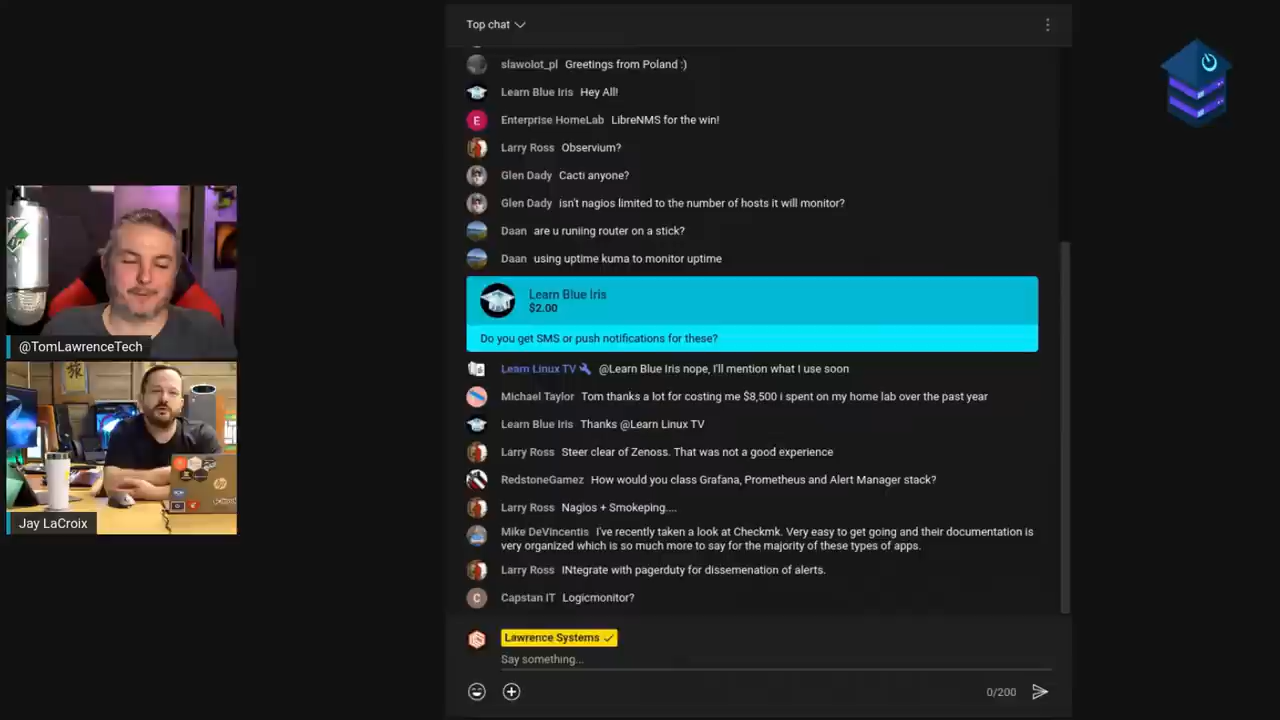 Top chat
slawolot_pl Greetings from Poland :)
Learn Blue Iris Hey All!
E Enterprise HomeLab LibreNMS for the win!
Larry Ross Observium?
Glen Dady Cacti anyone?
Glen Dady isn't nagios limited to the number of hosts it will monitor?
Daan are u runiing router on a stick?
Daan using uptime kuma to monitor uptime
Learn Blue Iris
$2.00
Do you get SMS or push notifications for these?
Learn Linux TV @Learn Blue Iris nope, I'll mention what I use soon
Michael Taylor Tom thanks a lot for costing me $8,500 i spent on my home lab over the past year
Learn Blue Iris Thanks @Learn Linux TV
Larry Ross Steer clear of Zenoss. That was not a good experience
RedstoneGamez How would you class Grafana, Prometheus and Alert Manager stack?
Larry Ross Nagios + Smokeping....
Mike DeVincentis I've recently taken a look at Checkmk. Very easy to get going and their documentation is
very organized which is so much more to say for the majority of these types of apps.
Larry Ross INtegrate with pagerduty for dissemenation of alerts.
C Capstan IT Logicmonitor?
Lawrence Systems
Say something...
0/200
@TomLawrenceTech
Jay LaCroix
hp